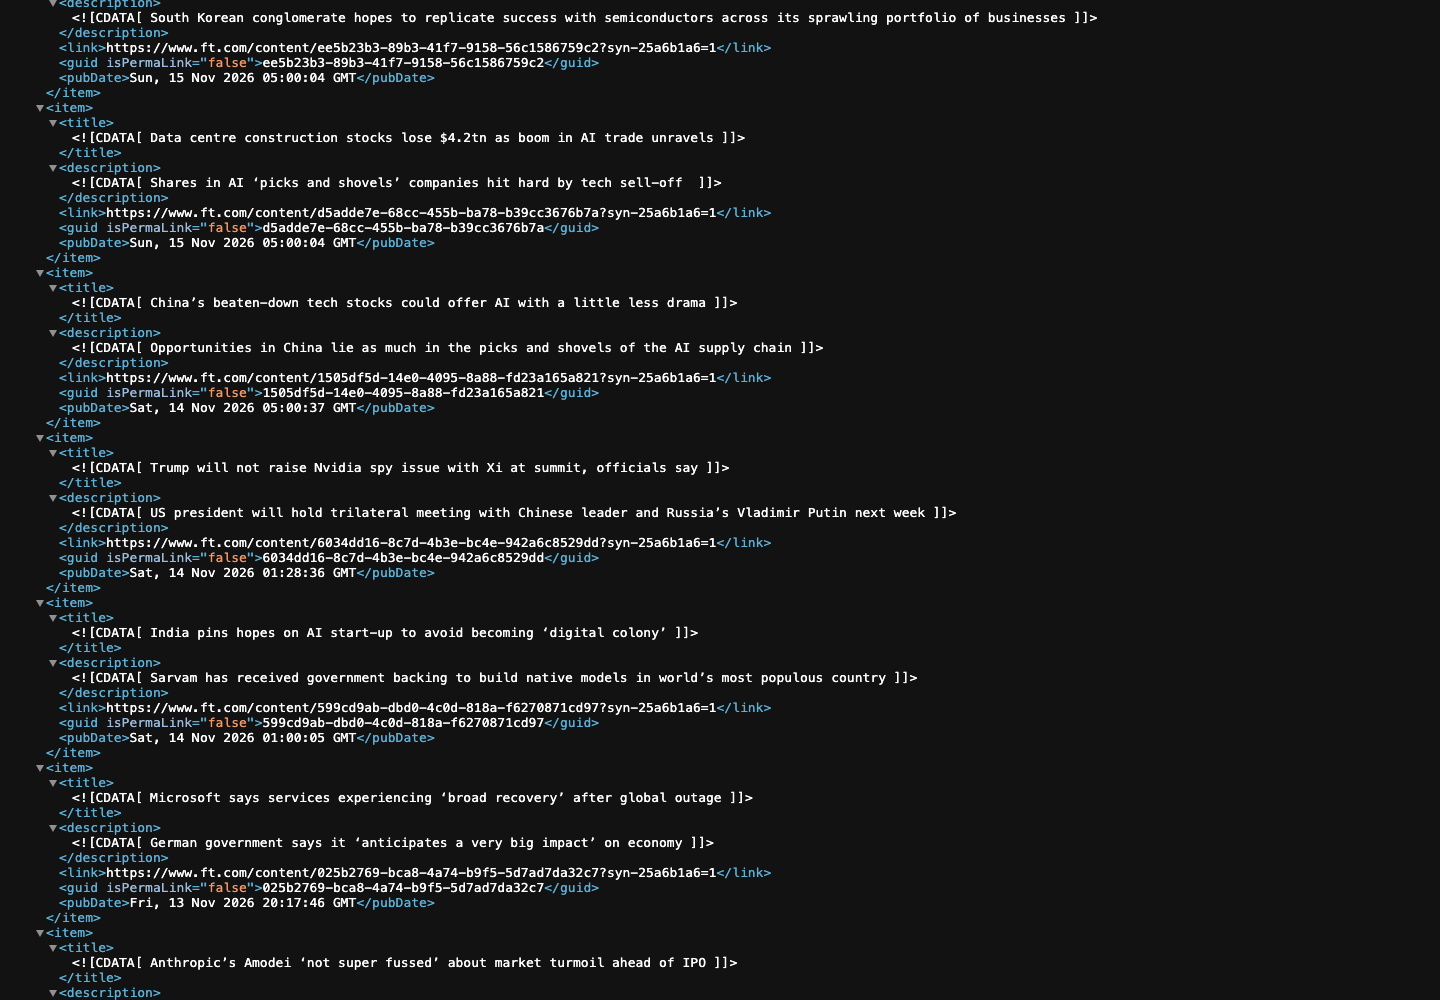 ▼<description>
<![CDATA[ South Korean conglomerate hopes to replicate success with semiconductors across its sprawling portfolio of businesses ]]>
</description>
<link>https://www.ft.com/content/ee5b23b3-89b3-41f7-9158-56c1586759c2?syn-25a6b1a6=1</link>
<guid isPermaLink="false">ee5b23b3-89b3-41f7-9158-56c1586759c2</guid>
<pubDate>Sun, 15 Nov 2026 05:00:04 GMT</pubDate>
</item>
▼<item>
▼<title>
<![CDATA[ Data centre construction stocks lose $4.2tn as boom in AI trade unravels ]]>
</title>
▼<description>
<![CDATA[ Shares in AI ‘picks and shovels’ companies hit hard by tech sell-off  ]]>
</description>
<link>https://www.ft.com/content/d5adde7e-68cc-455b-ba78-b39cc3676b7a?syn-25a6b1a6=1</link>
<guid isPermaLink="false">d5adde7e-68cc-455b-ba78-b39cc3676b7a</guid>
<pubDate>Sun, 15 Nov 2026 05:00:04 GMT</pubDate>
</item>
▼<item>
▼<title>
<![CDATA[ China’s beaten-down tech stocks could offer AI with a little less drama ]]>
</title>
▼<description>
<![CDATA[ Opportunities in China lie as much in the picks and shovels of the AI supply chain ]]>
</description>
<link>https://www.ft.com/content/1505df5d-14e0-4095-8a88-fd23a165a821?syn-25a6b1a6=1</link>
<guid isPermaLink="false">1505df5d-14e0-4095-8a88-fd23a165a821</guid>
<pubDate>Sat, 14 Nov 2026 05:00:37 GMT</pubDate>
</item>
▼<item>
▼<title>
<![CDATA[ Trump will not raise Nvidia spy issue with Xi at summit, officials say ]]>
</title>
▼<description>
<![CDATA[ US president will hold trilateral meeting with Chinese leader and Russia’s Vladimir Putin next week ]]>
</description>
<link>https://www.ft.com/content/6034dd16-8c7d-4b3e-bc4e-942a6c8529dd?syn-25a6b1a6=1</link>
<guid isPermaLink="false">6034dd16-8c7d-4b3e-bc4e-942a6c8529dd</guid>
<pubDate>Sat, 14 Nov 2026 01:28:36 GMT</pubDate>
</item>
▼<item>
▼<title>
<![CDATA[ India pins hopes on AI start-up to avoid becoming ‘digital colony’ ]]>
</title>
▼<description>
<![CDATA[ Sarvam has received government backing to build native models in world’s most populous country ]]>
</description>
<link>https://www.ft.com/content/599cd9ab-dbd0-4c0d-818a-f6270871cd97?syn-25a6b1a6=1</link>
<guid isPermaLink="false">599cd9ab-dbd0-4c0d-818a-f6270871cd97</guid>
<pubDate>Sat, 14 Nov 2026 01:00:05 GMT</pubDate>
</item>
▼<item>
▼<title>
<![CDATA[ Microsoft says services experiencing ‘broad recovery’ after global outage ]]>
</title>
▼<description>
<![CDATA[ German government says it ‘anticipates a very big impact’ on economy ]]>
</description>
<link>https://www.ft.com/content/025b2769-bca8-4a74-b9f5-5d7ad7da32c7?syn-25a6b1a6=1</link>
<guid isPermaLink="false">025b2769-bca8-4a74-b9f5-5d7ad7da32c7</guid>
<pubDate>Fri, 13 Nov 2026 20:17:46 GMT</pubDate>
</item>
▼<item>
▼<title>
<![CDATA[ Anthropic’s Amodei ‘not super fussed’ about market turmoil ahead of IPO ]]>
</title>
▼<description>